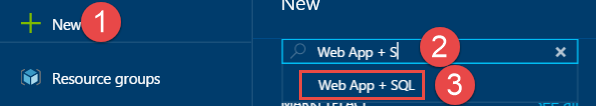 New
1
New
Web App + S
2
Resource groups
Web App + SQL
3